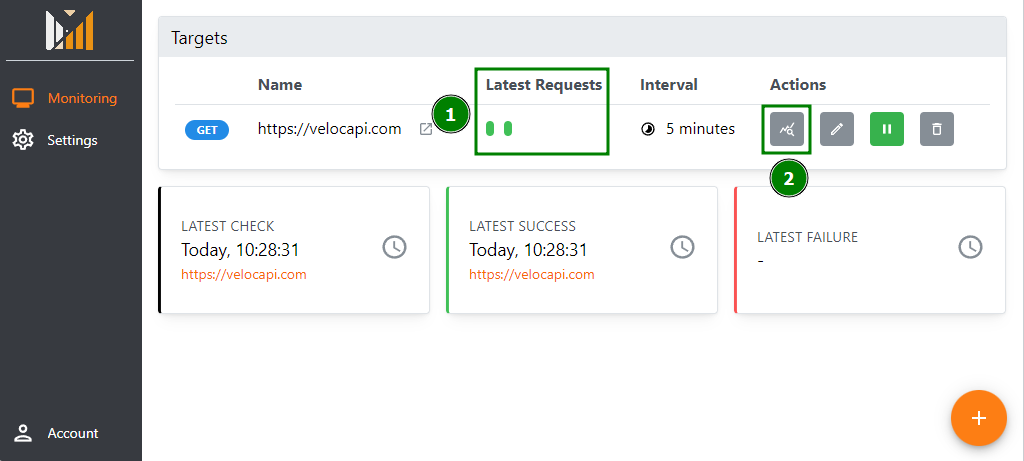 Targets
Name Latest Requests Interval Actions
GET https://velocapi.com 5 minutes
1
2
Monitoring
Settings
Account
LATEST CHECK
Today, 10:28:31
https://velocapi.com
LATEST SUCCESS
Today, 10:28:31
https://velocapi.com
LATEST FAILURE
-
+